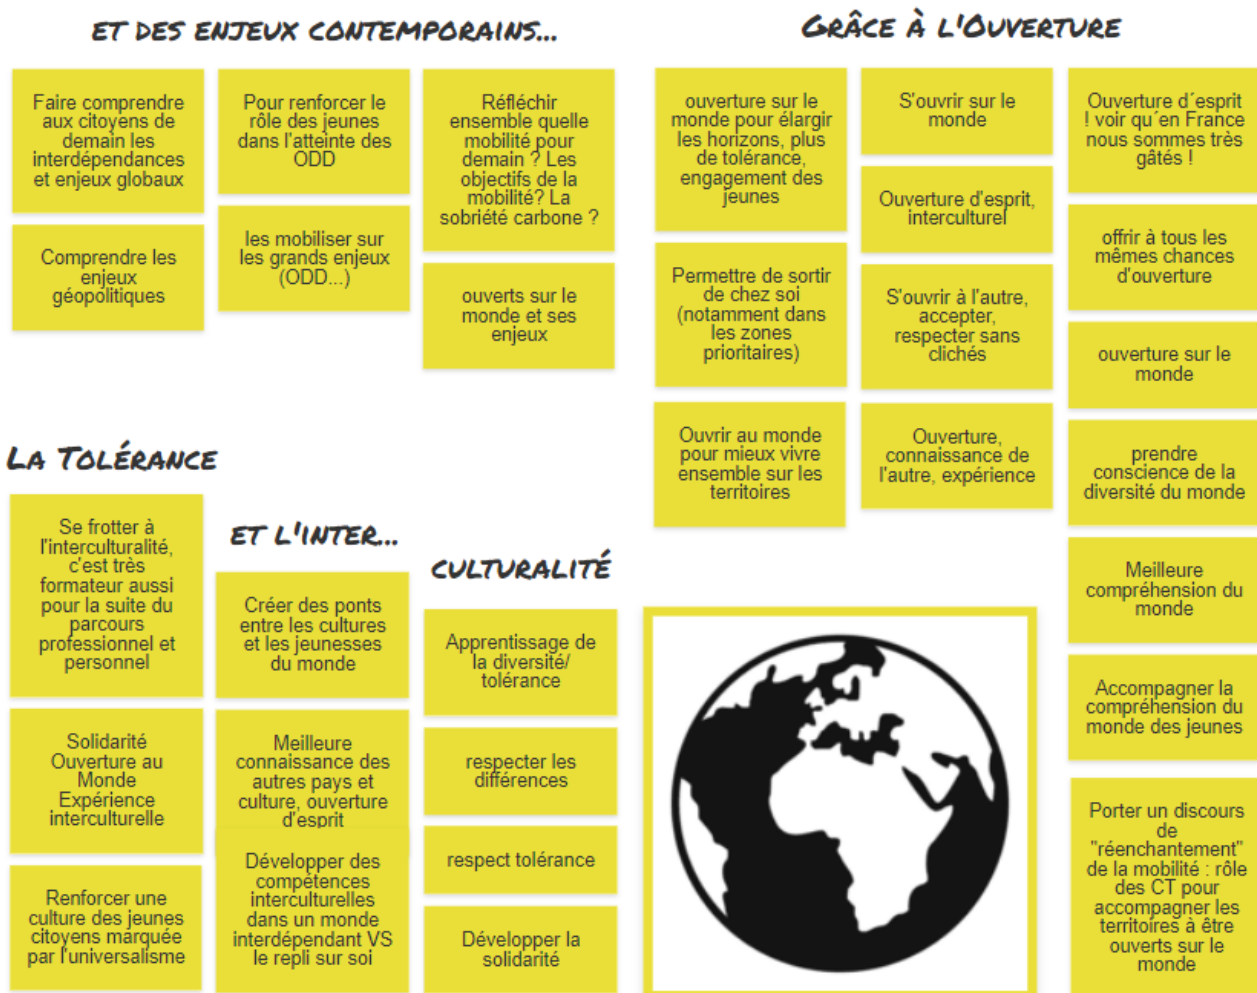 ET DES ENJEUX CONTEMPORAINS...
Faire comprendre
aux citoyens de
demain les
interdépendances
et enjeux globaux
Comprendre les
enjeux
géopolitiques
Pour renforcer le
rôle des jeunes
dans l'atteinte des
ODD
les mobiliser sur
les grands enjeux
(ODD...)
Réfléchir
ensemble quelle
mobilité pour
demain ? Les
objectifs de la
mobilité? La
sobriété carbone ?
ouverts sur le
monde et ses
enjeux
GRÂCE À L'OUVERTURE
ouverture sur le
monde pour élargir
les horizons, plus
de tolérance,
engagement des
jeunes
Permettre de sortir
de chez soi
(notamment dans
les zones
prioritaires)
Ouvrir au monde
pour mieux vivre
ensemble sur les
territoires
S'ouvrir sur le
monde
Ouverture d'esprit,
interculturel
S'ouvrir à l'autre,
accepter,
respecter sans
clichés
Ouverture,
connaissance de
l'autre, expérience
Ouverture d´esprit
! voir qu´en France
nous sommes très
gâtés !
offrir à tous les
mêmes chances
d'ouverture
ouverture sur le
monde
prendre
conscience de la
diversité du monde
Meilleure
compréhension du
monde
Accompagner la
compréhension du
monde des jeunes
Porter un discours
de
"réenchantement"
de la mobilité : rôle
des CT pour
accompagner les
territoires à être
ouverts sur le
monde
LA TOLÉRANCE
Se frotter à
l'interculturalité,
c'est très
formateur aussi
pour la suite du
parcours
professionnel et
personnel
Solidarité
Ouverture au
Monde
Expérience
interculturelle
Renforcer une
culture des jeunes
citoyens marquée
par l'universalisme
ET L'INTER...
Créer des ponts
entre les cultures
et les jeunesses
du monde
Meilleure
connaissance des
autres pays et
culture, ouverture
d'esprit
Développer des
compétences
interculturelles
dans un monde
interdépendant VS
le repli sur soi
CULTURALITÉ
Apprentissage de
la diversité/
tolérance
respecter les
différences
respect tolérance
Développer la
solidarité